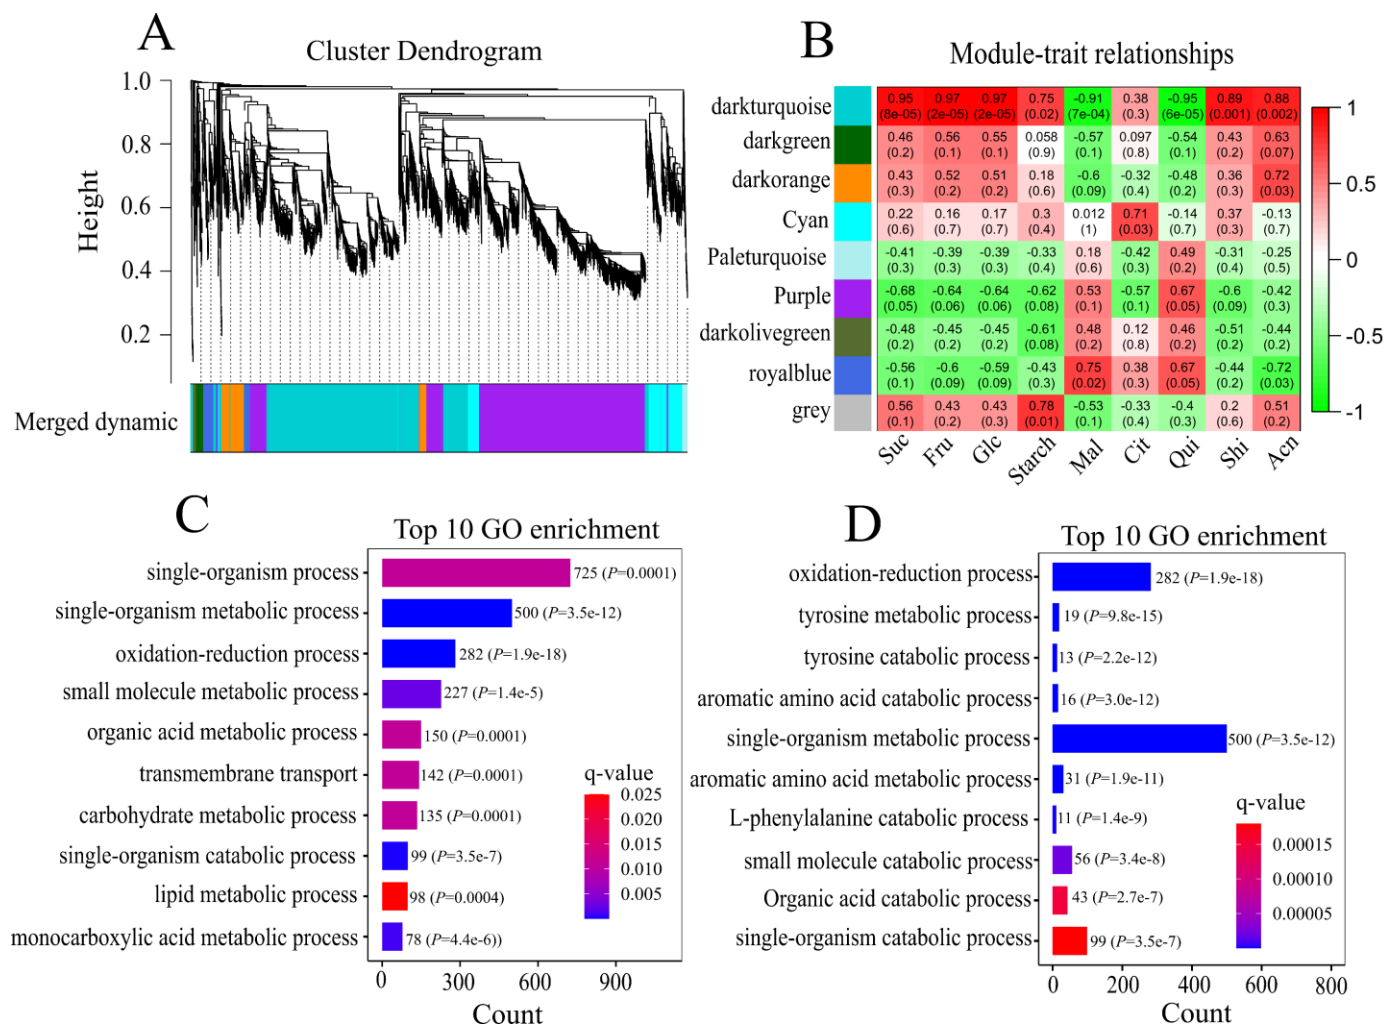 A
Cluster Dendrogram
Height
1.0
0.8
0.6
0.4
0.2
Merged dynamic
B
Module-trait relationships
darkturquoise 0.95 0.97 0.97 0.75 -0.91 0.38 -0.95 0.89 0.88
(8e-05) (2e-05) (2e-05) (0.02) (7e-04) (0.3) (6e-05) (0.001) (0.002)
darkgreen 0.46 0.56 0.55 0.058 -0.57 0.097 -0.54 0.43 0.63
(0.2) (0.1) (0.1) (0.9) (0.1) (0.8) (0.1) (0.2) (0.07)
darkorange 0.43 0.52 0.51 0.18 -0.6 -0.32 -0.48 0.36 0.72
(0.3) (0.2) (0.2) (0.6) (0.09) (0.4) (0.2) (0.3) (0.03)
Cyan 0.22 0.16 0.17 0.3 0.012 0.71 -0.14 0.37 -0.13
(0.6) (0.7) (0.7) (0.4) (1) (0.03) (0.7) (0.3) (0.7)
Paleturquoise -0.41 -0.39 -0.39 -0.33 0.18 -0.42 0.49 -0.31 -0.25
(0.3) (0.3) (0.3) (0.4) (0.6) (0.3) (0.2) (0.4) (0.5)
Purple -0.68 -0.64 -0.64 -0.62 0.53 -0.57 0.67 -0.6 -0.42
(0.05) (0.06) (0.06) (0.08) (0.1) (0.1) (0.05) (0.09) (0.3)
darkolivegreen -0.48 -0.45 -0.45 -0.61 0.48 0.12 0.46 -0.51 -0.44
(0.2) (0.2) (0.2) (0.08) (0.2) (0.8) (0.2) (0.2) (0.2)
royalblue -0.56 -0.6 -0.59 -0.43 0.75 0.38 0.67 -0.44 -0.72
(0.1) (0.09) (0.09) (0.3) (0.02) (0.3) (0.05) (0.2) (0.03)
grey 0.56 0.43 0.43 0.78 -0.53 -0.33 -0.4 0.2 0.51
(0.1) (0.2) (0.3) (0.01) (0.1) (0.4) (0.3) (0.6) (0.2)
Suc Fru Glc Starch Mal Cit Qui Shi Acn
1
0.5
0
-0.5
-1
C
Top 10 GO enrichment
single-organism process 725 (P=0.0001)
single-organism metabolic process 500 (P=3.5e-12)
oxidation-reduction process 282 (P=1.9e-18)
small molecule metabolic process 227 (P=1.4e-5)
organic acid metabolic process 150 (P=0.0001)
transmembrane transport 142 (P=0.0001)
carbohydrate metabolic process 135 (P=0.0001)
single-organism catabolic process 99 (P=3.5e-7)
lipid metabolic process 98 (P=0.0004)
monocarboxylic acid metabolic process 78 (P=4.4e-6))
q-value
0.025
0.020
0.015
0.010
0.005
0 300 600 900
Count
D
Top 10 GO enrichment
oxidation-reduction process 282 (P=1.9e-18)
tyrosine metabolic process 19 (P=9.8e-15)
tyrosine catabolic process 13 (P=2.2e-12)
aromatic amino acid catabolic process 16 (P=3.0e-12)
single-organism metabolic process 500 (P=3.5e-12)
aromatic amino acid metabolic process 31 (P=1.9e-11)
L-phenylalanine catabolic process 11 (P=1.4e-9)
small molecule catabolic process 56 (P=3.4e-8)
Organic acid catabolic process 43 (P=2.7e-7)
single-organism catabolic process 99 (P=3.5e-7)
q-value
0.00015
0.00010
0.00005
0 200 400 600 800
Count